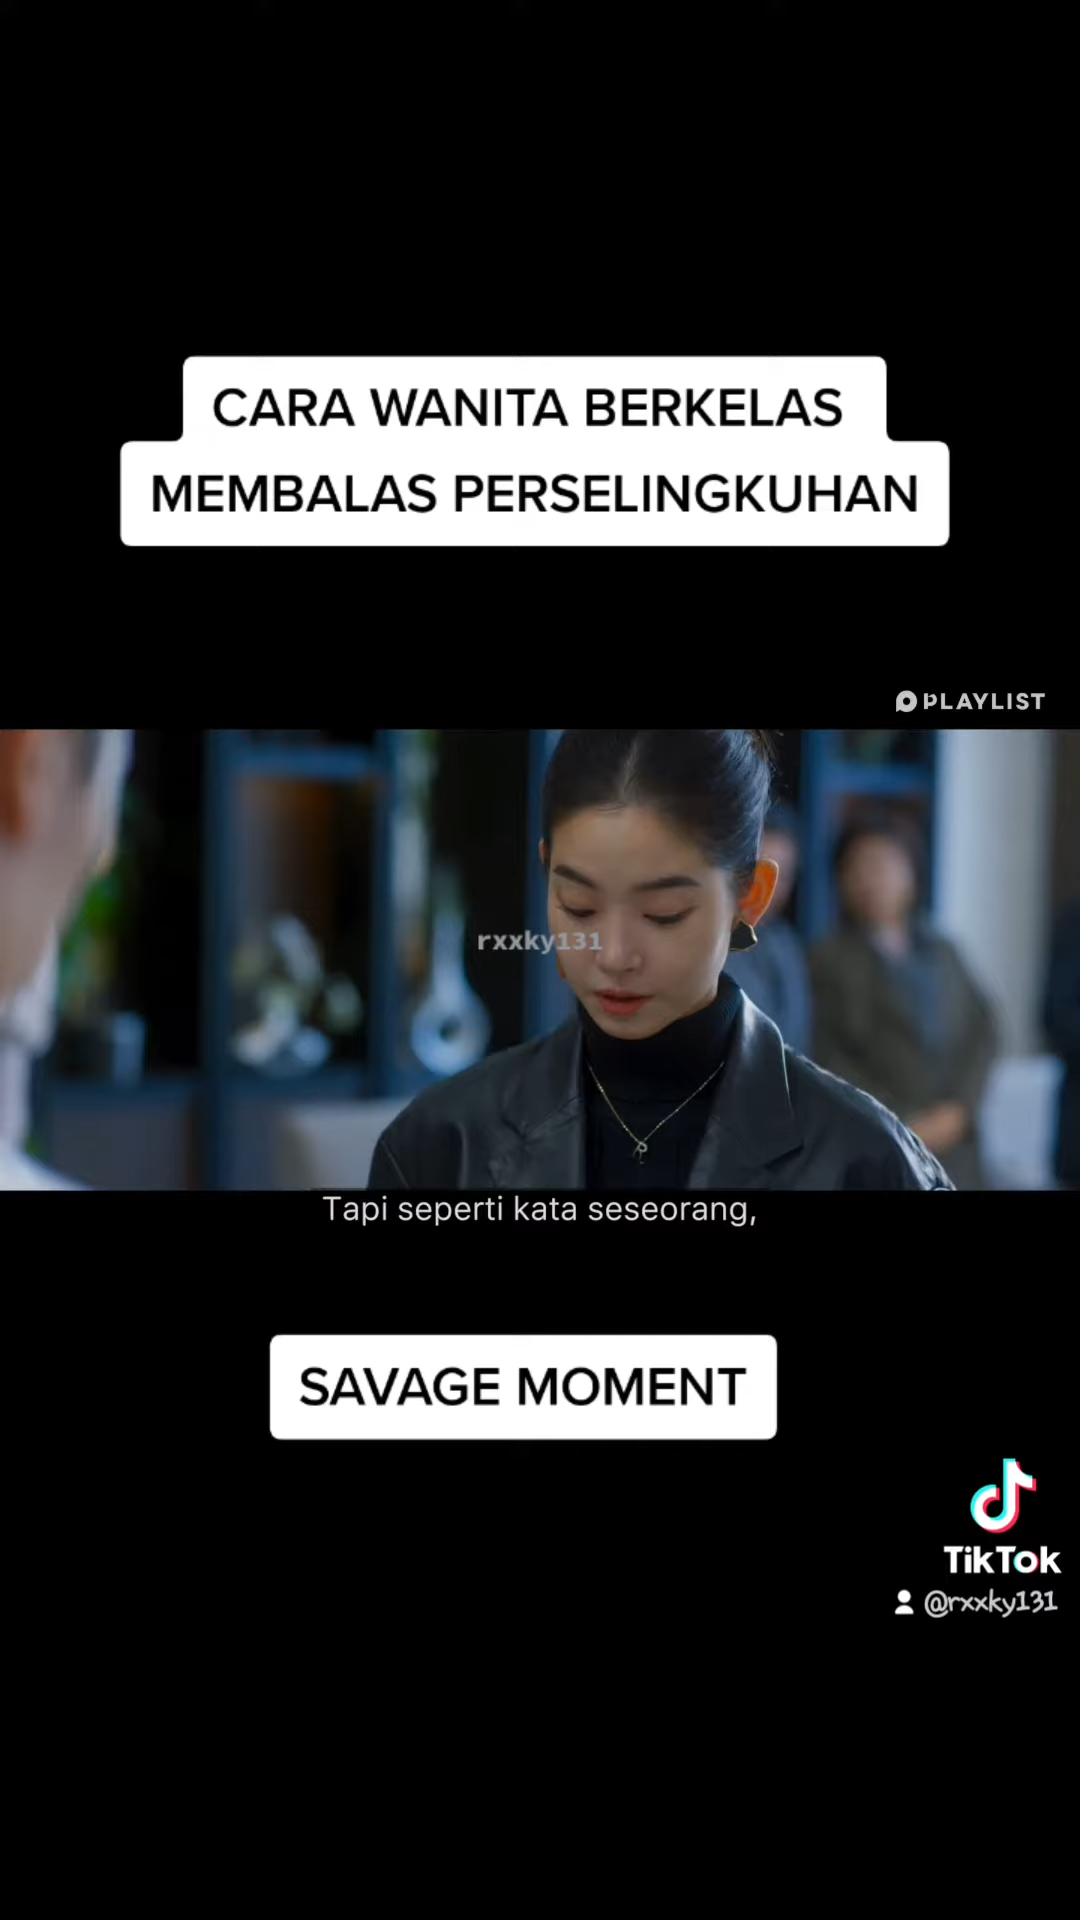 CARA WANITA BERKELAS
MEMBALAS PERSELINGKUHAN
PLAYLIST
rxxky131
R
Tapi seperti kata seseorang,
SAVAGE MOMENT
TikTok
@rxxky131